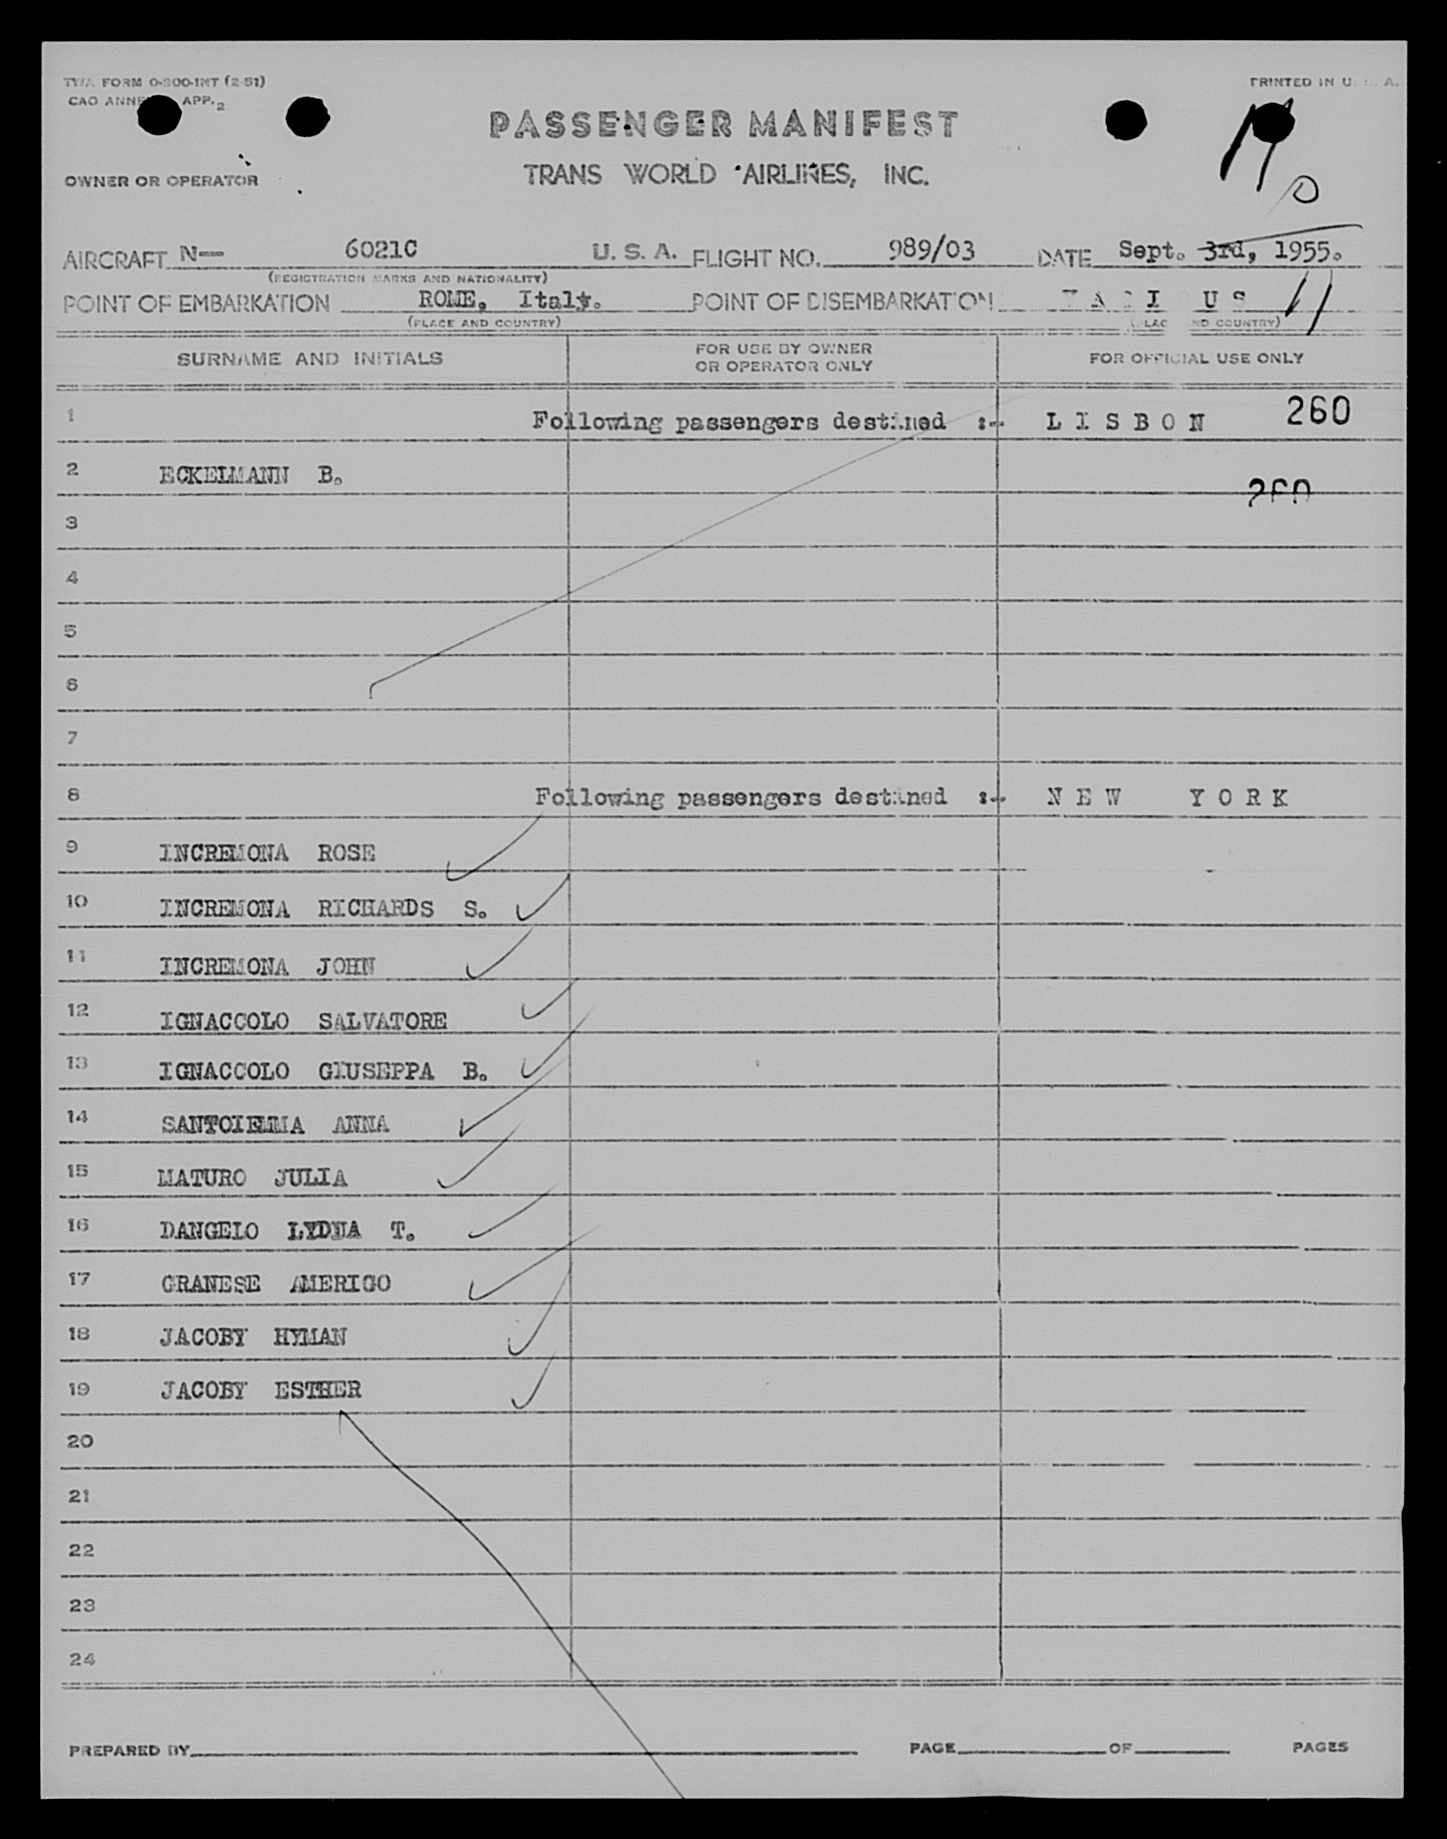 TWA FORM 0-800-INT (2-51)
PRINTED IN U. S. A.
CAO APP. 2
PASSENGER MANIFEST
OWNER OR OPERATOR
TRANS WORLD AIRLINES, INC.
AIRCRAFT N— 6021C U. S. A. FLIGHT NO. 989/03 DATE Sept. 3rd, 1955.
(REGISTRATION MARKS AND NATIONALITY)
POINT OF EMBARKATION ROME, Italy. POINT OF DISEMBARKATION 11
(PLACE AND COUNTRY) (PLACE AND COUNTRY)
SURNAME AND INITIALS FOR USE BY OWNER OR OPERATOR ONLY FOR OFFICIAL USE ONLY
1 Following passengers destined :- L I S B O N 260
2 ECKELMANN B. 260
3
4
5
6
7
8 Following passengers destined :- N E W Y O R K
9 INCREMONA ROSE
10 INCREMONA RICHARDS S.
11 INCREMONA JOHN
12 IGNACCOLO SALVATORE
13 IGNACCOLO GIUSEPPA B.
14 SANTOIEMMA ANNA
15 MATURO JULIA
16 DANGELO LYDNA T.
17 GRANESE AMERIGO
18 JACOBY HYMAN
19 JACOBY ESTHER
20
21
22
23
24
PREPARED BY PAGE OF PAGES